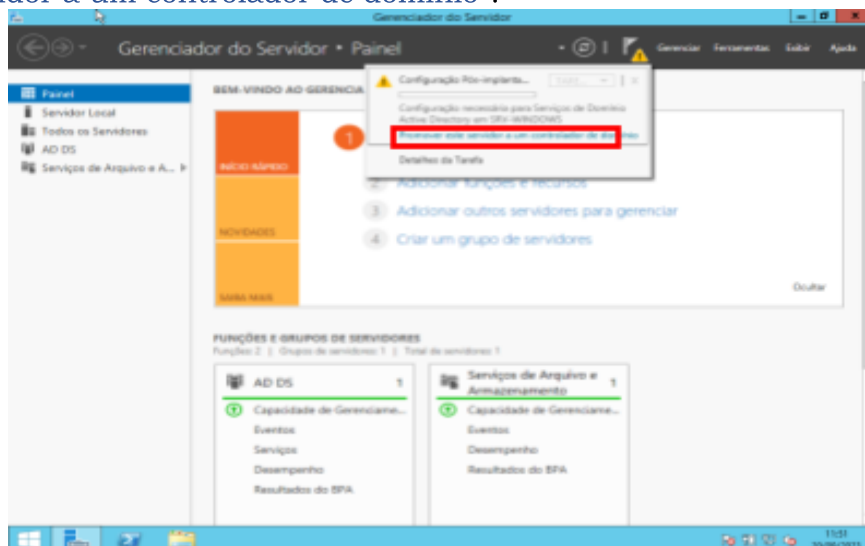 a um controlador de domínio".
Gerenciador do Servidor
Gerenciador do Servidor • Painel
Gerenciar Ferramentas Exibir Ajuda
Painel
Servidor Local
Todos os Servidores
AD DS
Serviços de Arquivo e A...
BEM-VINDO AO GERENCIA
Configuração Pós-implanta...
Configuração necessária para Serviços de Domínio
Active Directory em SRV-WINDOWS
Promover este servidor a um controlador de domínio
Detalhes da Tarefa
1
INÍCIO RÁPIDO
2 Adicionar funções e recursos
3 Adicionar outros servidores para gerenciar
NOVIDADES
4 Criar um grupo de servidores
SAIBA MAIS
Ocultar
FUNÇÕES E GRUPOS DE SERVIDORES
Funções: 2 | Grupos de servidores: 1 | Total de servidores: 1
AD DS 1
Capacidade de Gerenciame...
Eventos
Serviços
Desempenho
Resultados do BPA
Serviços de Arquivo e
Armazenamento 1
Capacidade de Gerenciame...
Eventos
Desempenho
Resultados do BPA
11:51